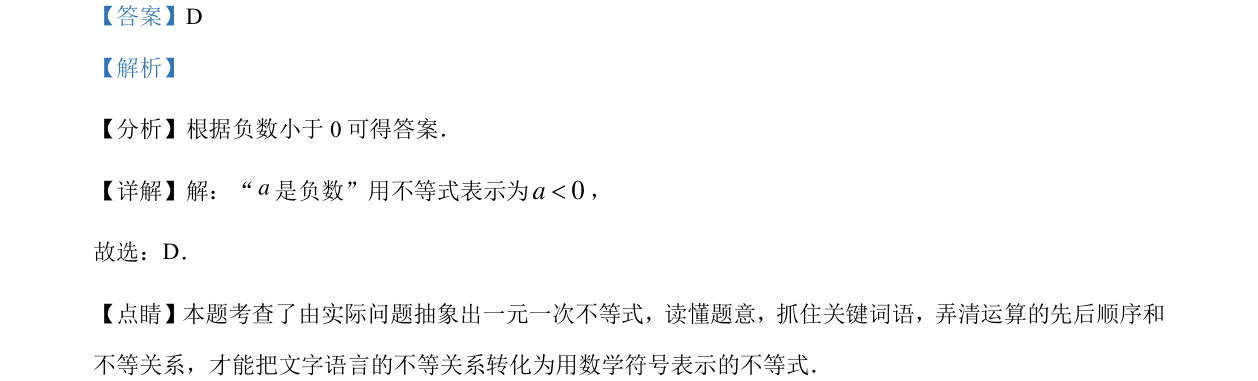 【答案】D
【解析】
【分析】根据负数小于 0 可得答案．
【详解】解：“a 是负数”用不等式表示为 a < 0，
故选：D．
【点睛】本题考查了由实际问题抽象出一元一次不等式，读懂题意，抓住关键词语，弄清运算的先后顺序和
不等关系，才能把文字语言的不等关系转化为用数学符号表示的不等式．